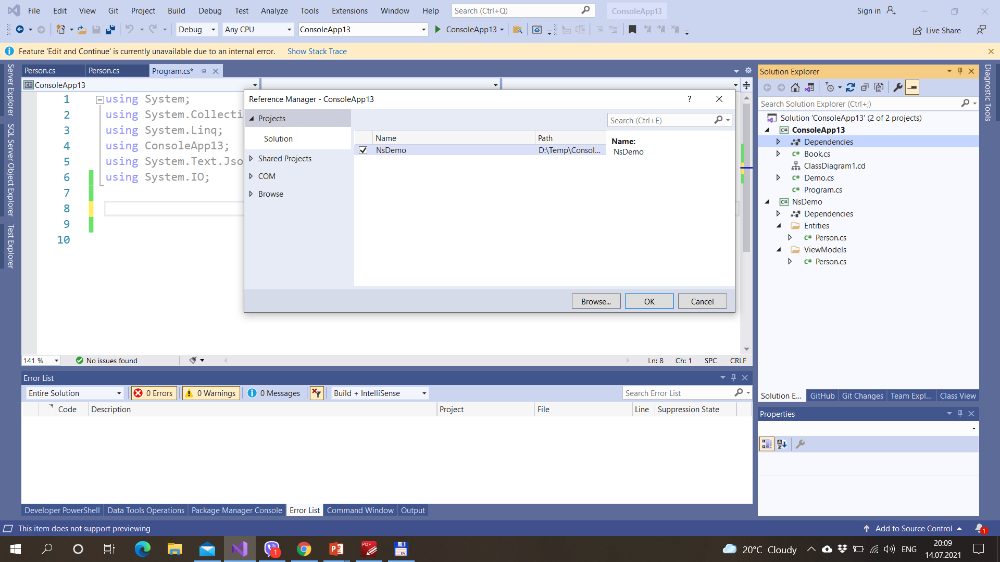 File Edit View Git Project Build Debug Test Analyze Tools Extensions Window Help Search (Ctrl+Q) ConsoleApp13 Sign in
Debug Any CPU ConsoleApp13 ConsoleApp13 Live Share
Feature 'Edit and Continue' is currently unavailable due to an internal error. Show Stack Trace
Server Explorer
SQL Server Object Explorer
Test Explorer
Person.cs Person.cs Program.cs*
C# ConsoleApp13
1 using System;
2 using System.Collecti
3 using System.Linq;
4 using ConsoleApp13;
5 using System.Text.Jso
6 using System.IO;
7
8
9
10
Reference Manager - ConsoleApp13 ?
Projects
Solution
Shared Projects
COM
Browse
Search (Ctrl+E)
Name Path
NsDemo D:\Temp\Consol...
Name:
NsDemo
Browse... OK Cancel
141 % No issues found Ln: 8 Ch: 1 SPC CRLF
Error List
Entire Solution 0 Errors 0 Warnings 0 Messages Build + IntelliSense Search Error List
Code Description Project File Line Suppression State
Developer PowerShell Data Tools Operations Package Manager Console Error List Command Window Output
Solution Explorer
Search Solution Explorer (Ctrl+;)
Solution 'ConsoleApp13' (2 of 2 projects)
C# ConsoleApp13
Dependencies
C# Book.cs
ClassDiagram1.cd
C# Demo.cs
C# Program.cs
C# NsDemo
Dependencies
Entities
C# Person.cs
ViewModels
C# Person.cs
Solution E... GitHub Git Changes Team Expl... Class View
Properties
Diagnostic Tools
This item does not support previewing Add to Source Control 1
1 P PDF E4 20°C Cloudy ENG 20:09
14.07.2021